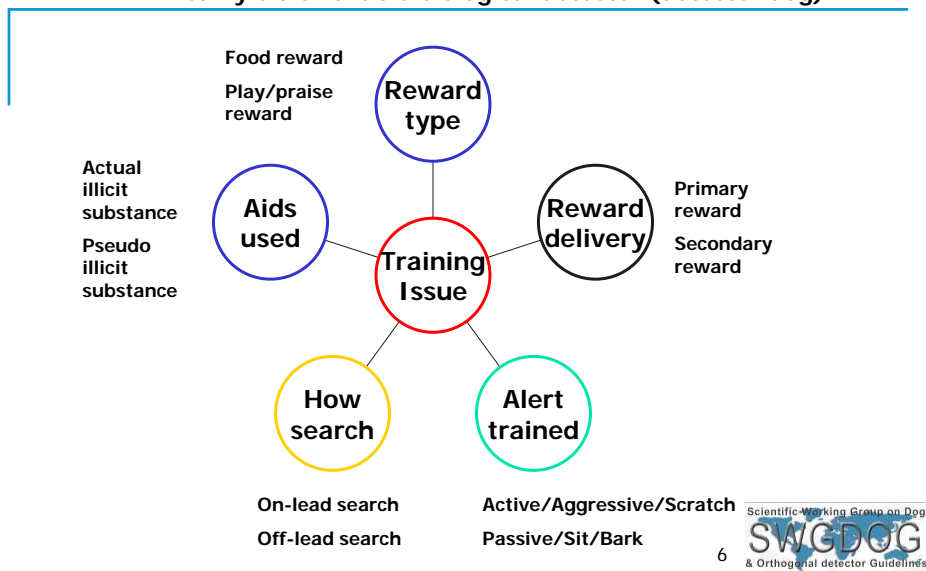 Food reward
Play/praise
reward
Reward
type
Actual
illicit
substance
Pseudo
illicit
substance
Aids
used
Reward
delivery
Primary
reward
Secondary
reward
Training
Issue
How
search
Alert
trained
On-lead search
Off-lead search
Active/Aggressive/Scratch
Passive/Sit/Bark
6
Scientific Working Group on Dog
SWGDOG
& Orthogonal detector Guidelines